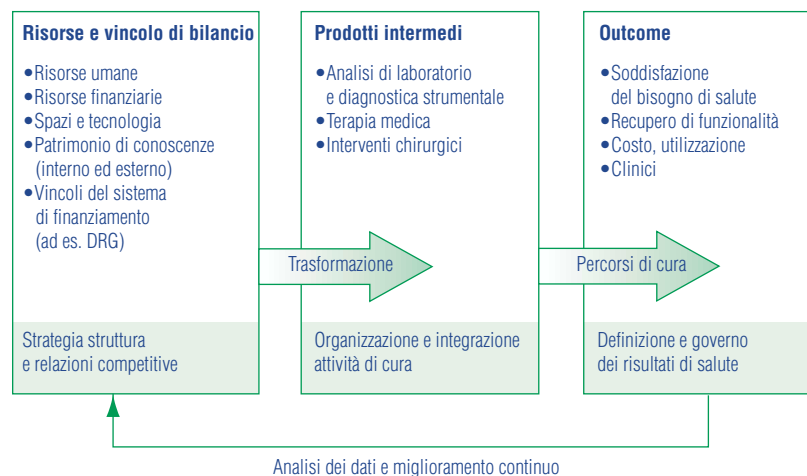 Risorse e vincolo di bilancio
•Risorse umane
•Risorse finanziarie
•Spazi e tecnologia
•Patrimonio di conoscenze
(interno ed esterno)
•Vincoli del sistema
di finanziamento
(ad es. DRG)
Strategia struttura
e relazioni competitive
Trasformazione
Prodotti intermedi
•Analisi di laboratorio
e diagnostica strumentale
•Terapia medica
•Interventi chirurgici
Organizzazione e integrazione
attività di cura
Percorsi di cura
Outcome
•Soddisfazione
del bisogno di salute
•Recupero di funzionalità
•Costo, utilizzazione
•Clinici
Definizione e governo
dei risultati di salute
Analisi dei dati e miglioramento continuo